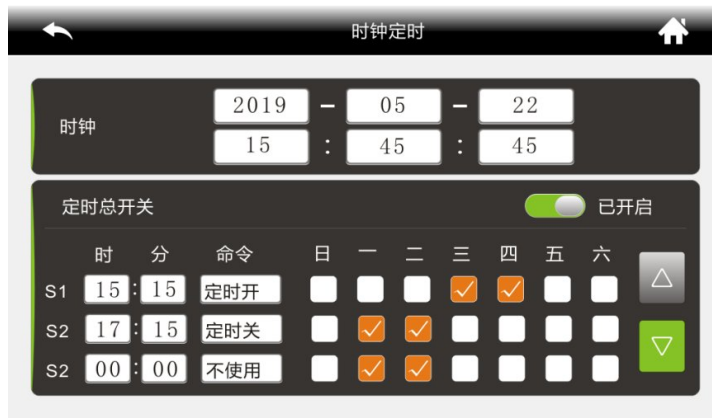 时钟定时
时钟
2019 - 05 - 22
15 : 45 : 45
定时总开关 已开启
时 分 命令 日 一 二 三 四 五 六
S1 15 : 15 定时开
S2 17 : 15 定时关
S2 00 : 00 不使用